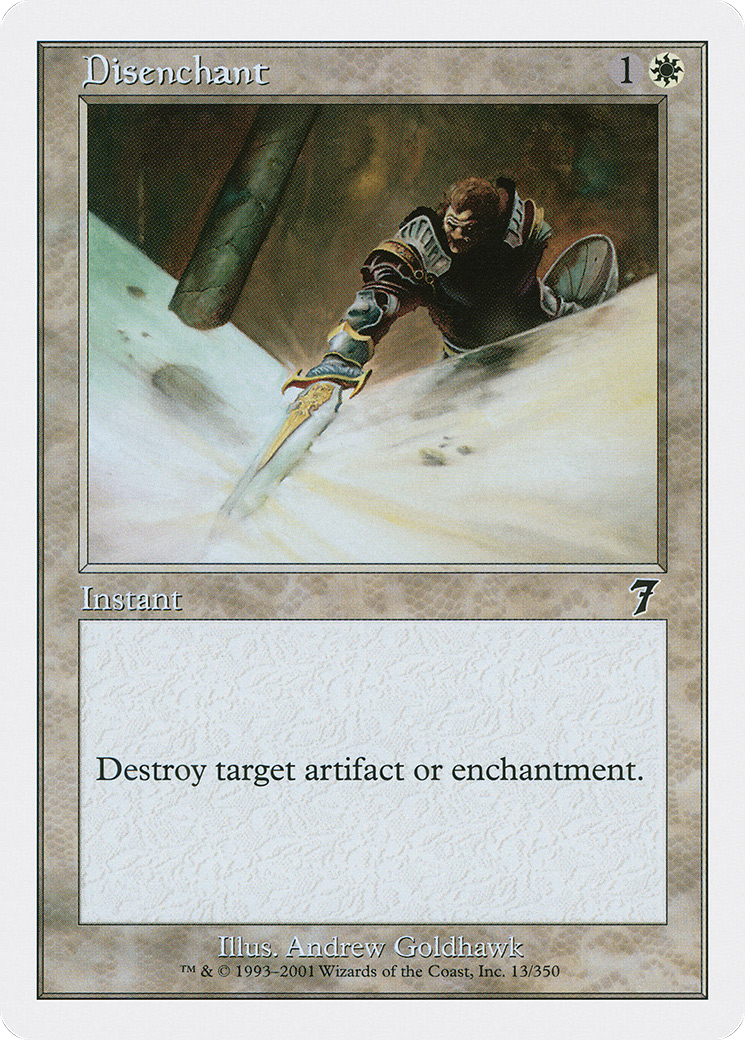 Disenchant 1
Instant 7
Destroy target artifact or enchantment.
Illus. Andrew Goldhawk
™ & © 1993–2001 Wizards of the Coast, Inc. 13/350